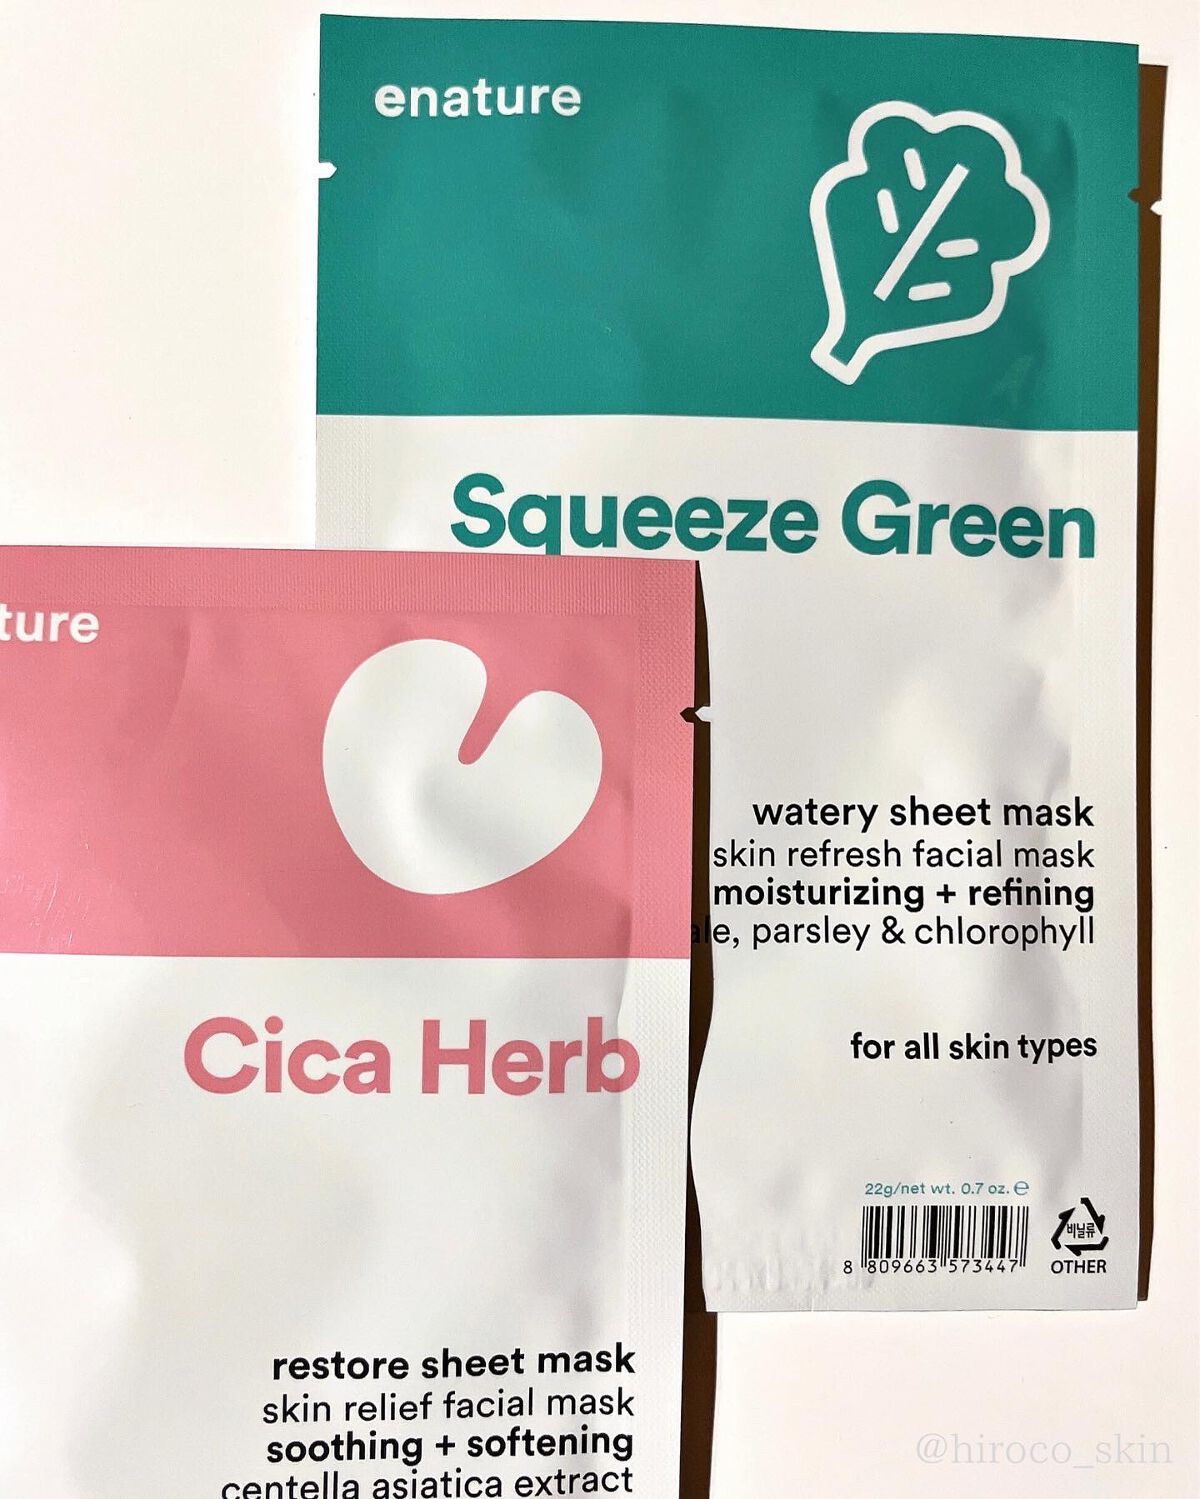 enature
Squeeze Green
watery sheet mask
skin refresh facial mask
moisturizing + refining
parsley & chlorophyll
for all skin types
22g/net wt. 0.7 oz. ℮
8 809663 573447
비닐류
OTHER
ture
Cica Herb
restore sheet mask
skin relief facial mask
soothing + softening
centella asiatica extract
@hiroco_skin